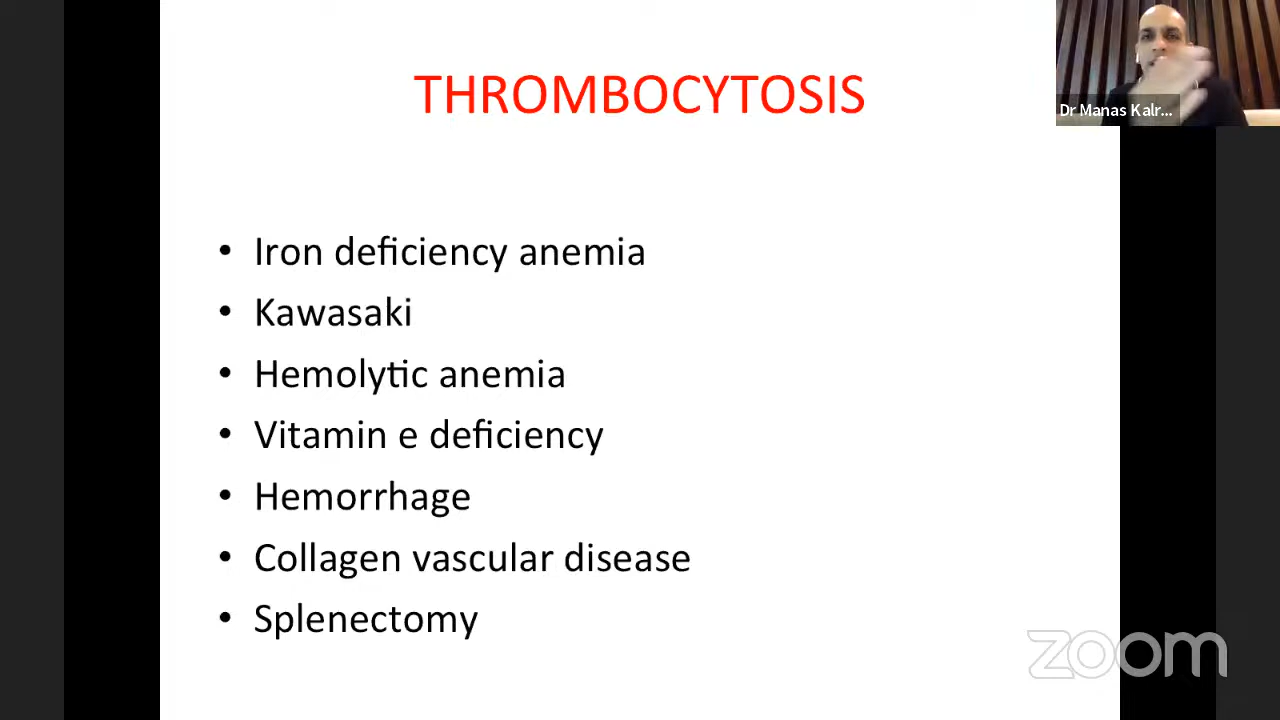 THROMBOCYTOSIS
Dr Manas Kalr...
• Iron deficiency anemia
• Kawasaki
• Hemolytic anemia
• Vitamin e deficiency
• Hemorrhage
• Collagen vascular disease
• Splenectomy
zoom